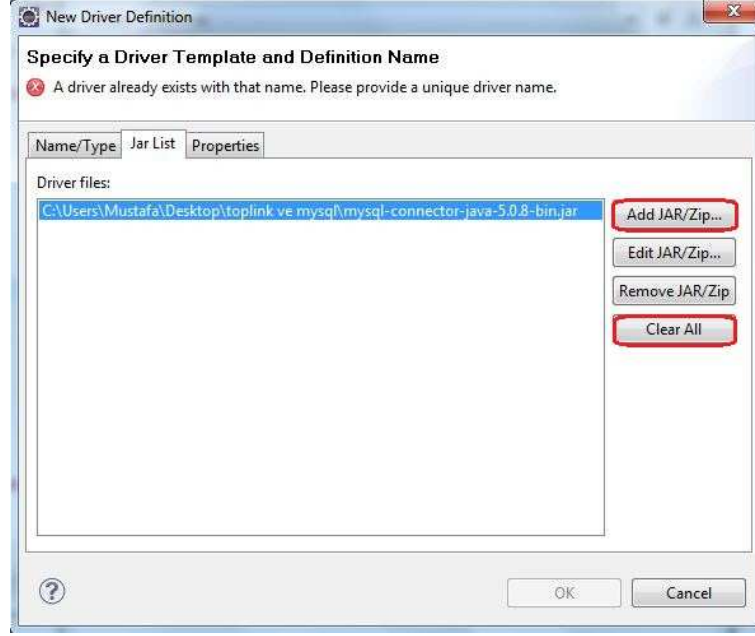 New Driver Definition
Specify a Driver Template and Definition Name
A driver already exists with that name. Please provide a unique driver name.
Name/Type Jar List Properties
Driver files:
C:\Users\Mustafa\Desktop\toplink ve mysql\mysql-connector-java-5.0.8-bin.jar
Add JAR/Zip...
Edit JAR/Zip...
Remove JAR/Zip
Clear All
OK Cancel